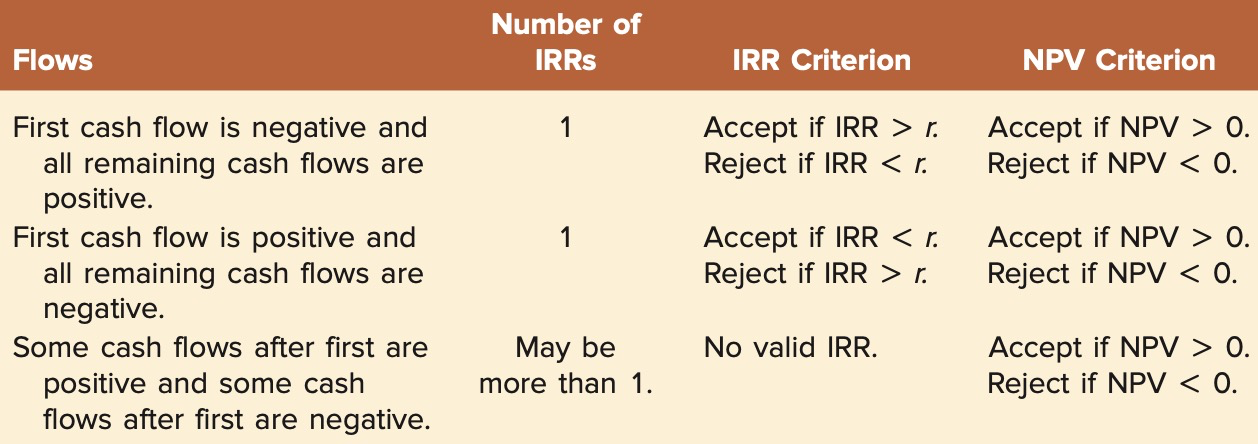 Flows
Number of
IRRs
IRR Criterion
NPV Criterion
First cash flow is negative and
all remaining cash flows are
positive.
1
Accept if IRR > r.
Reject if IRR < r.
Accept if NPV > 0.
Reject if NPV < 0.
First cash flow is positive and
all remaining cash flows are
negative.
1
Accept if IRR < r.
Reject if IRR > r.
Accept if NPV > 0.
Reject if NPV < 0.
Some cash flows after first are
positive and some cash
flows after first are negative.
May be
more than 1.
No valid IRR.
Accept if NPV > 0.
Reject if NPV < 0.